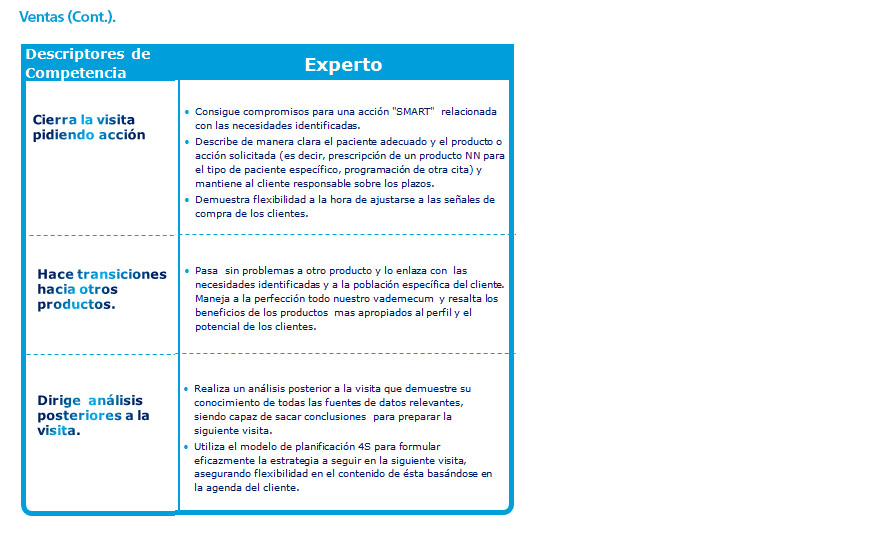 Ventas (Cont.).
Descriptores de
Competencia
Experto
Cierra la visita
pidiendo acción
• Consigue compromisos para una acción "SMART" relacionada
con las necesidades identificadas.
• Describe de manera clara el paciente adecuado y el producto o
acción solicitada (es decir, prescripción de un producto NN para
el tipo de paciente específico, programación de otra cita) y
mantiene al cliente responsable sobre los plazos.
• Demuestra flexibilidad a la hora de ajustarse a las señales de
compra de los clientes.
Hace transiciones
hacia otros
productos.
• Pasa sin problemas a otro producto y lo enlaza con las
necesidades identificadas y a la población específica del cliente.
Maneja a la perfección todo nuestro vademecum y resalta los
beneficios de los productos mas apropiados al perfil y el
potencial de los clientes.
Dirige análisis
posteriores a la
visita.
• Realiza un análisis posterior a la visita que demuestre su
conocimiento de todas las fuentes de datos relevantes,
siendo capaz de sacar conclusiones para preparar la
siguiente visita.
• Utiliza el modelo de planificación 4S para formular
eficazmente la estrategia a seguir en la siguiente visita,
asegurando flexibilidad en el contenido de ésta basándose en
la agenda del cliente.